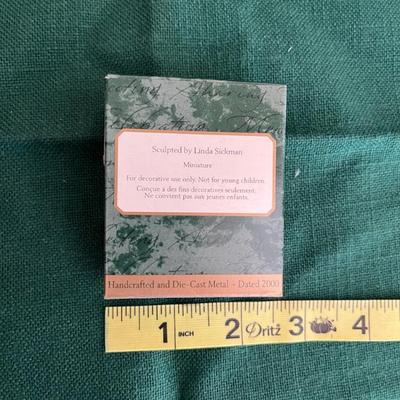 Sculpted by Linda Sickman
Miniature
For decorative use only. Not for young children.
Conçue à des fins décoratives seulement.
Ne convient pas aux jeunes enfants.
Handcrafted and Die-Cast Metal ~ Dated 2000
1 INCH 2 Dritz 3 4